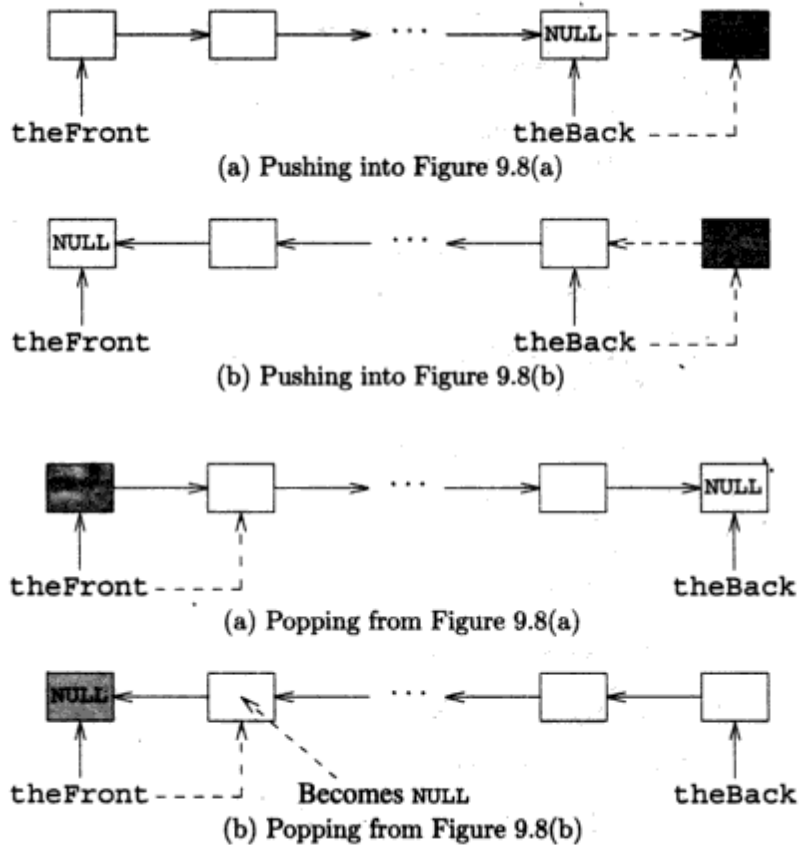 NULL
theFront theBack
(a) Pushing into Figure 9.8(a)
NULL
theFront theBack
(b) Pushing into Figure 9.8(b)
NULL
theFront theBack
(a) Popping from Figure 9.8(a)
NULL
theFront Becomes NULL theBack
(b) Popping from Figure 9.8(b)